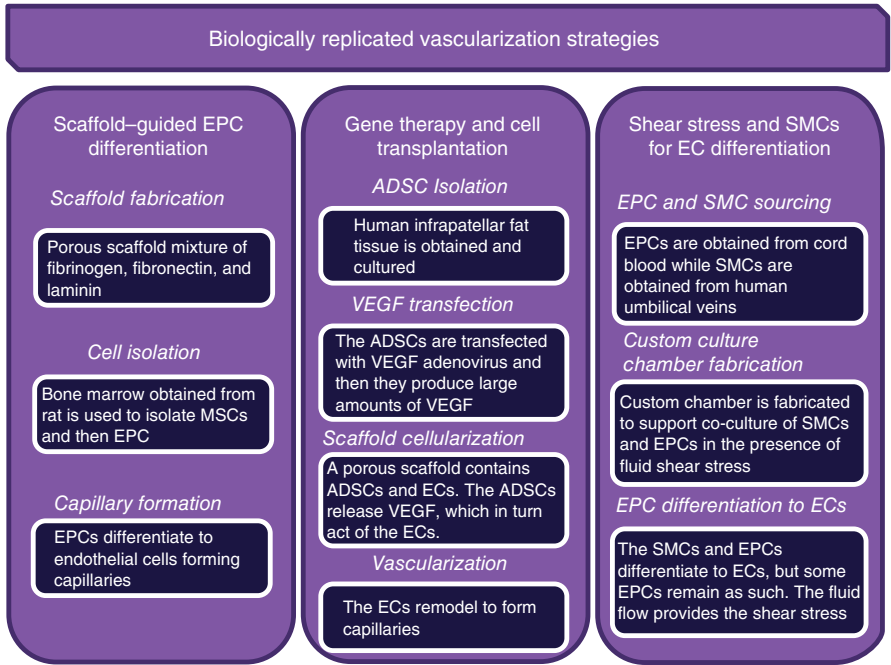 Biologically replicated vascularization strategies
Scaffold–guided EPC
differentiation
Scaffold fabrication
Porous scaffold mixture of
fibrinogen, fibronectin, and
laminin
Cell isolation
Bone marrow obtained from
rat is used to isolate MSCs
and then EPC
Capillary formation
EPCs differentiate to
endothelial cells forming
capillaries
Gene therapy and cell
transplantation
ADSC Isolation
Human infrapatellar fat
tissue is obtained and
cultured
VEGF transfection
The ADSCs are transfected
with VEGF adenovirus and
then they produce large
amounts of VEGF
Scaffold cellularization
A porous scaffold contains
ADSCs and ECs. The ADSCs
release VEGF, which in turn
act of the ECs.
Vascularization
The ECs remodel to form
capillaries
Shear stress and SMCs
for EC differentiation
EPC and SMC sourcing
EPCs are obtained from cord
blood while SMCs are
obtained from human
umbilical veins
Custom culture
chamber fabrication
Custom chamber is fabricated
to support co-culture of SMCs
and EPCs in the presence of
fluid shear stress
EPC differentiation to ECs
The SMCs and EPCs
differentiate to ECs, but some
EPCs remain as such. The fluid
flow provides the shear stress